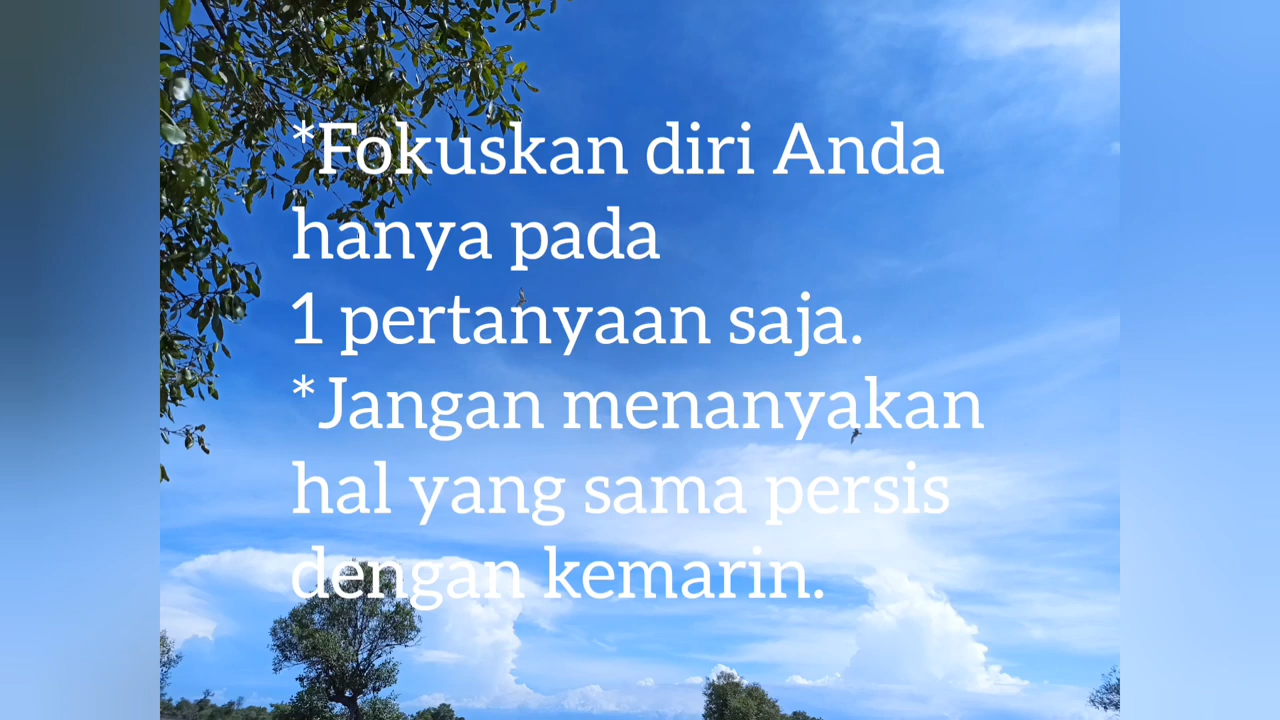 *Fokuskan diri Anda
hanya pada
1 pertanyaan saja.
*Jangan menanyakan
hal yang sama persis
dengan kemarin.